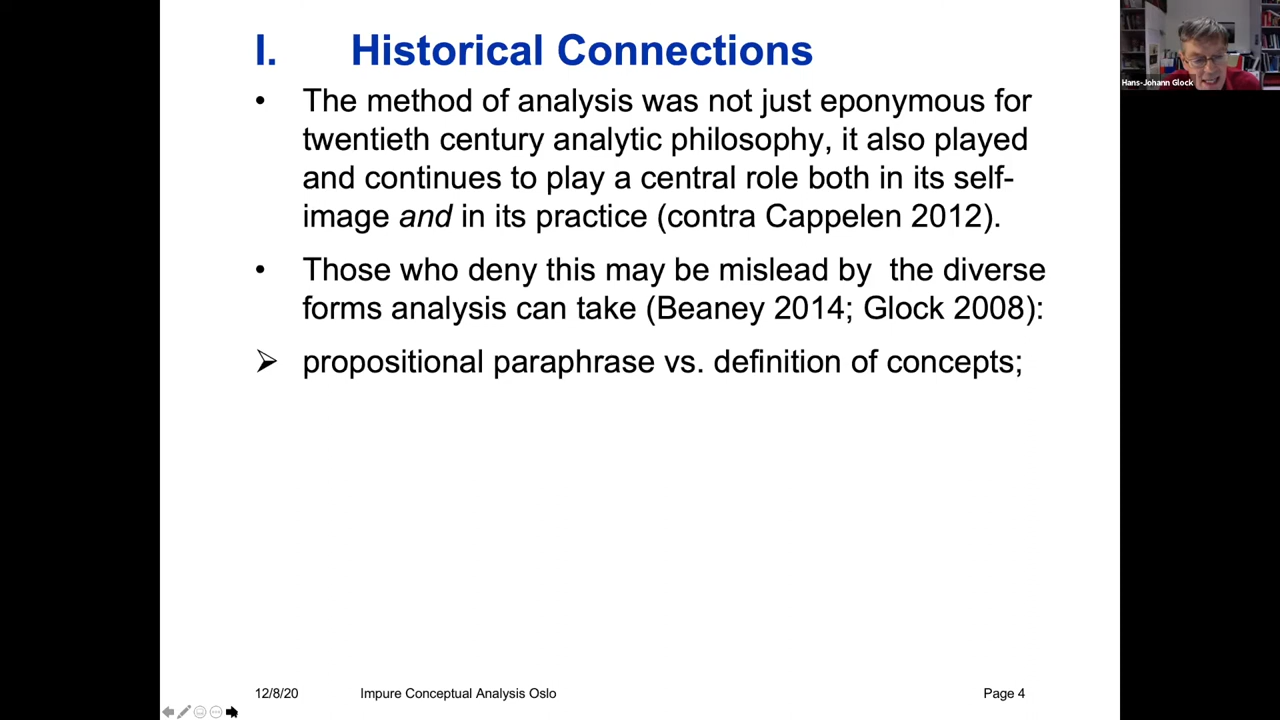 I. Historical Connections
Hans-Johann Glock
• The method of analysis was not just eponymous for
twentieth century analytic philosophy, it also played
and continues to play a central role both in its self-
image and in its practice (contra Cappelen 2012).
• Those who deny this may be mislead by  the diverse
forms analysis can take (Beaney 2014; Glock 2008):
➢ propositional paraphrase vs. definition of concepts;
12/8/20 Impure Conceptual Analysis Oslo Page 4